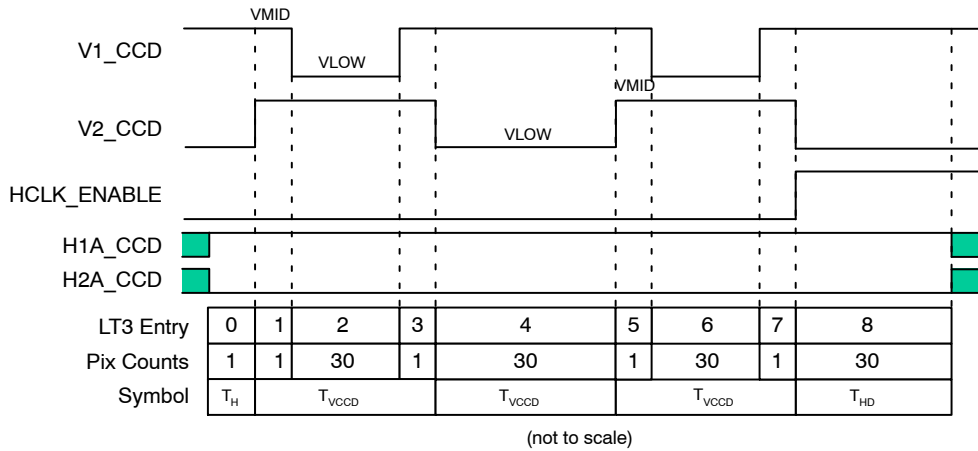 VMID
V1_CCD
VLOW
VMID
V2_CCD
VLOW
HCLK_ENABLE
H1A_CCD
H2A_CCD
LT3 Entry 0 1 2 3 4 5 6 7 8
Pix Counts 1 1 30 1 30 1 30 1 30
Symbol TH TVCCD TVCCD TVCCD THD
(not to scale)